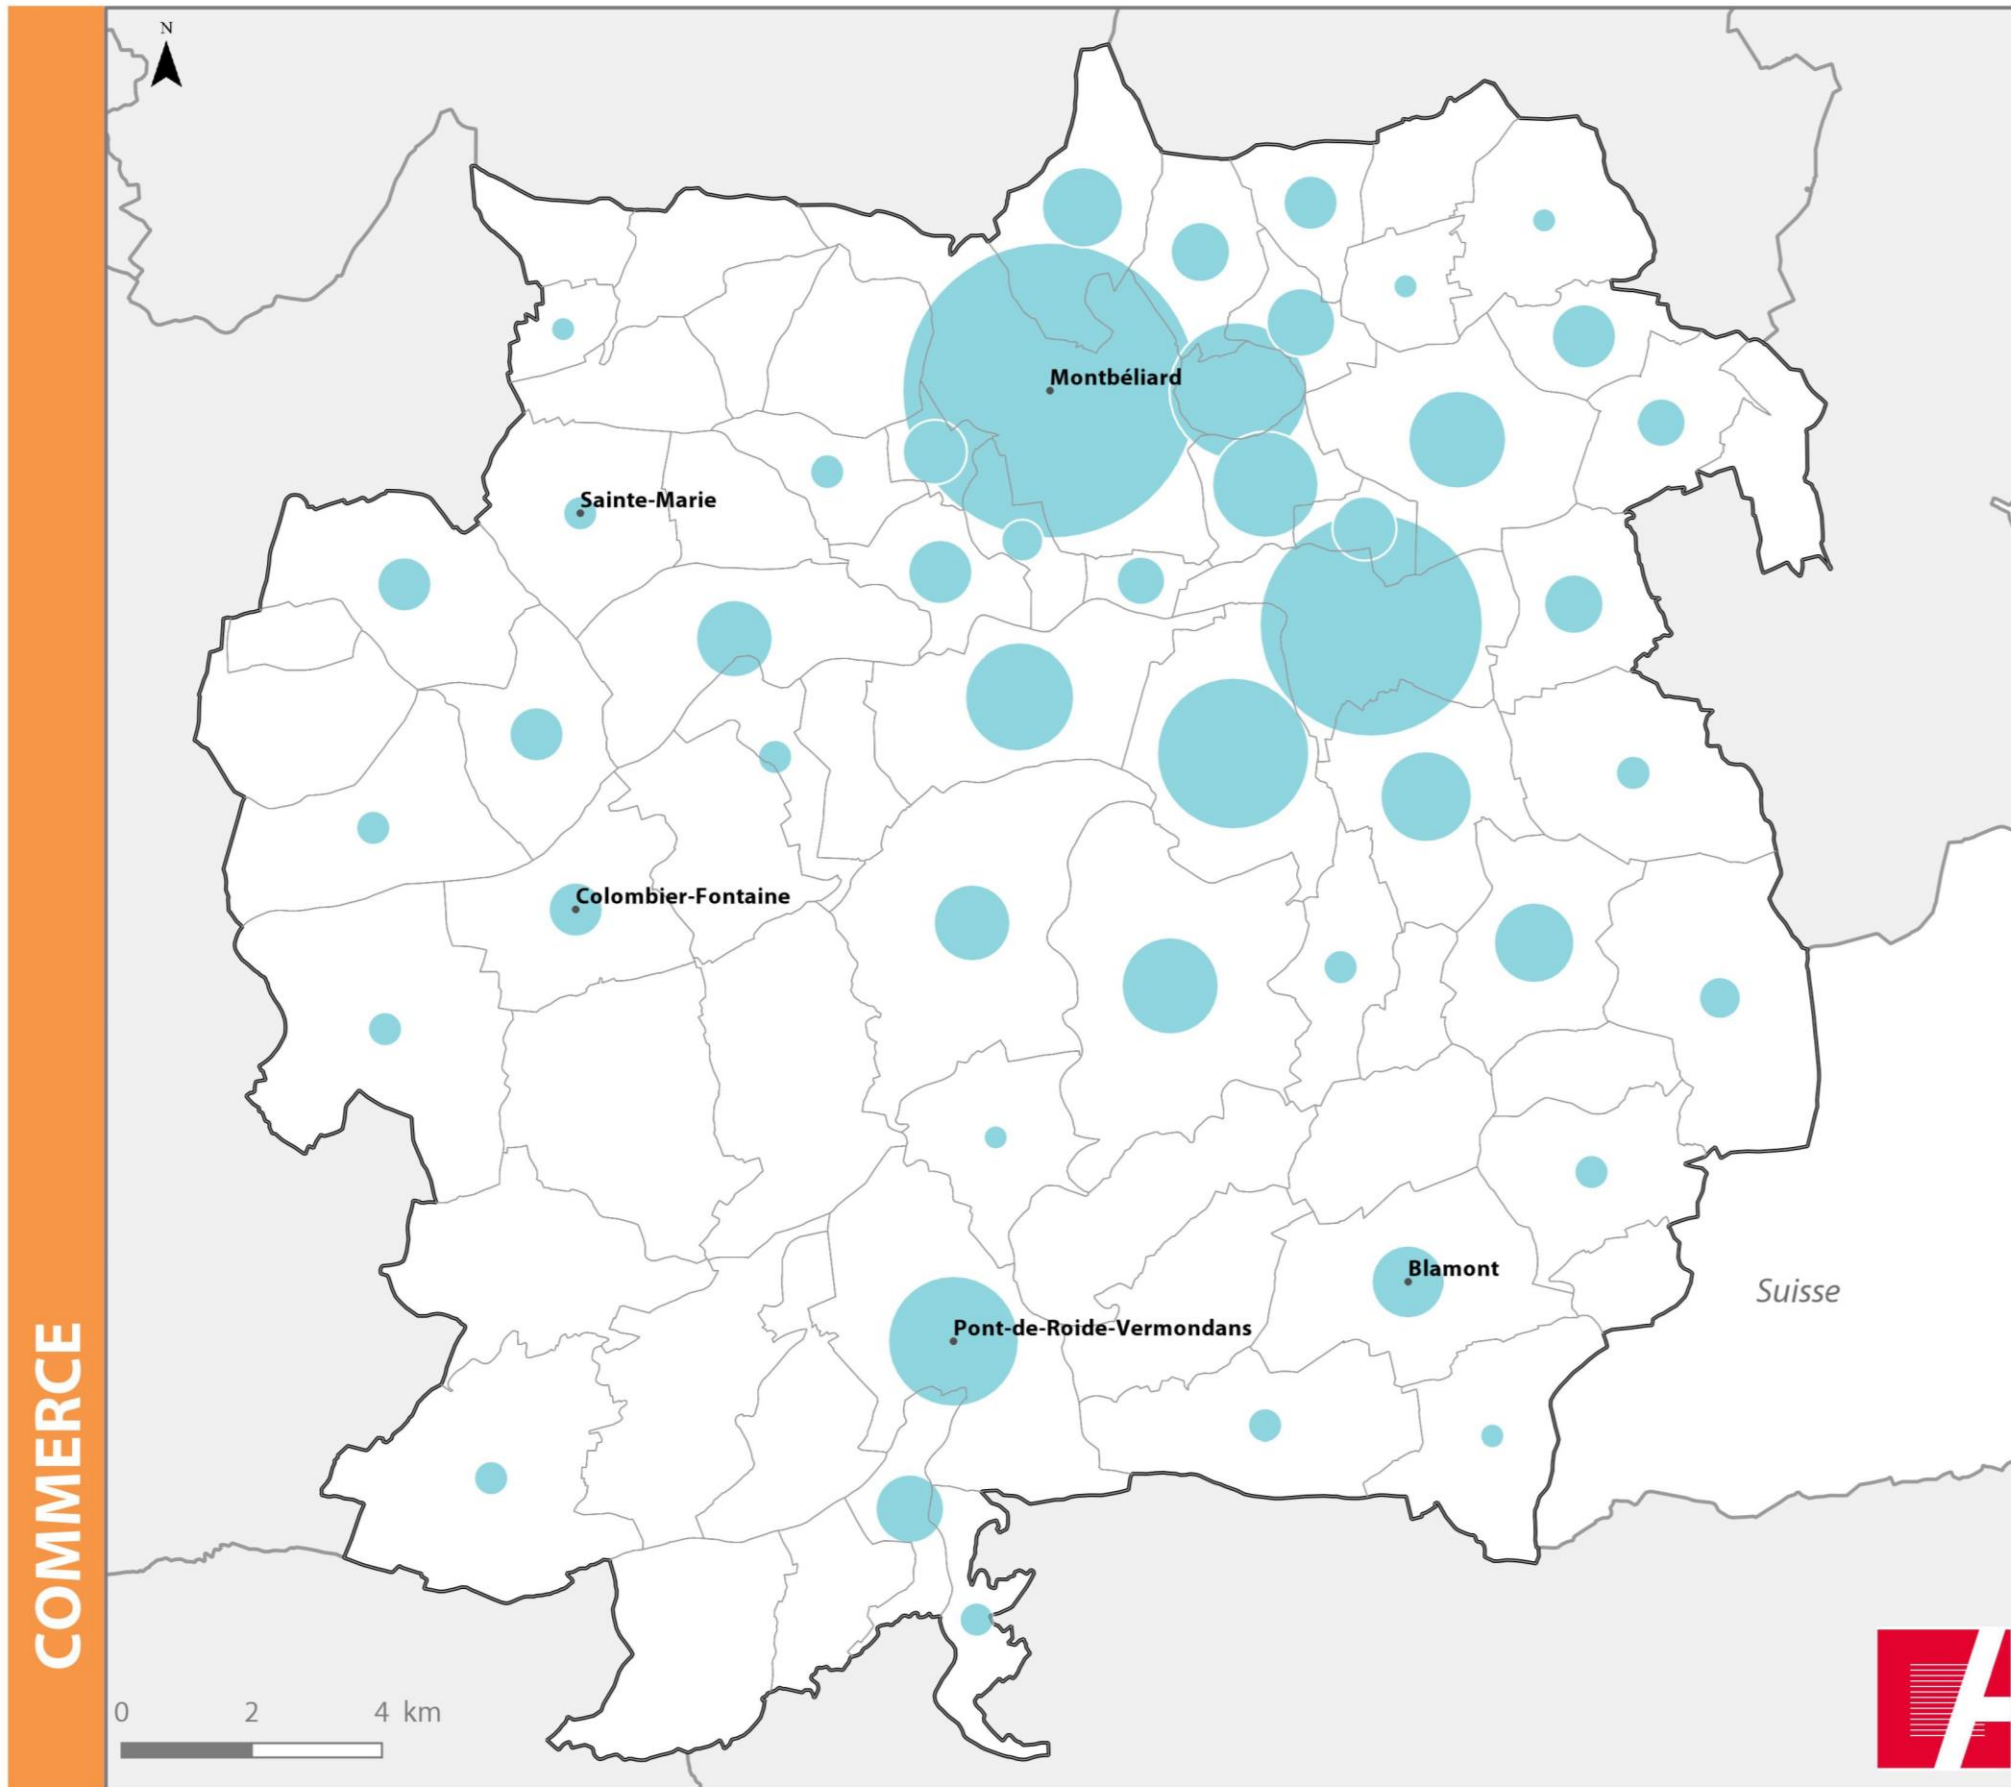 N
Montbéliard
Sainte-Marie
Colombier-Fontaine
Blamont
Suisse
Pont-de-Roide-Vermondans
COMMERCE
0 2 4 km
A